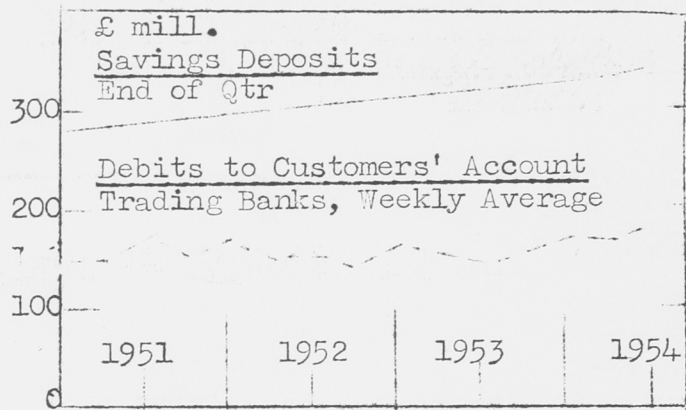 £ mill.
Savings Deposits
End of Qtr
300
Debits to Customers' Account
Trading Banks, Weekly Average
200
100
1951 1952 1953 1954
0